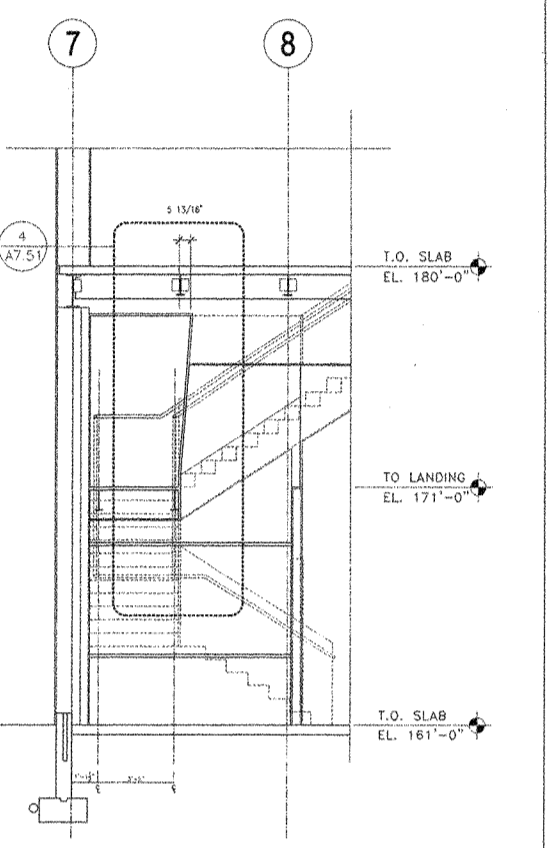 7
8
5 13/16"
4
A7.51
T.O. SLAB
EL. 180'-0"
TO LANDING
EL. 171'-0"
T.O. SLAB
EL. 161'-0"